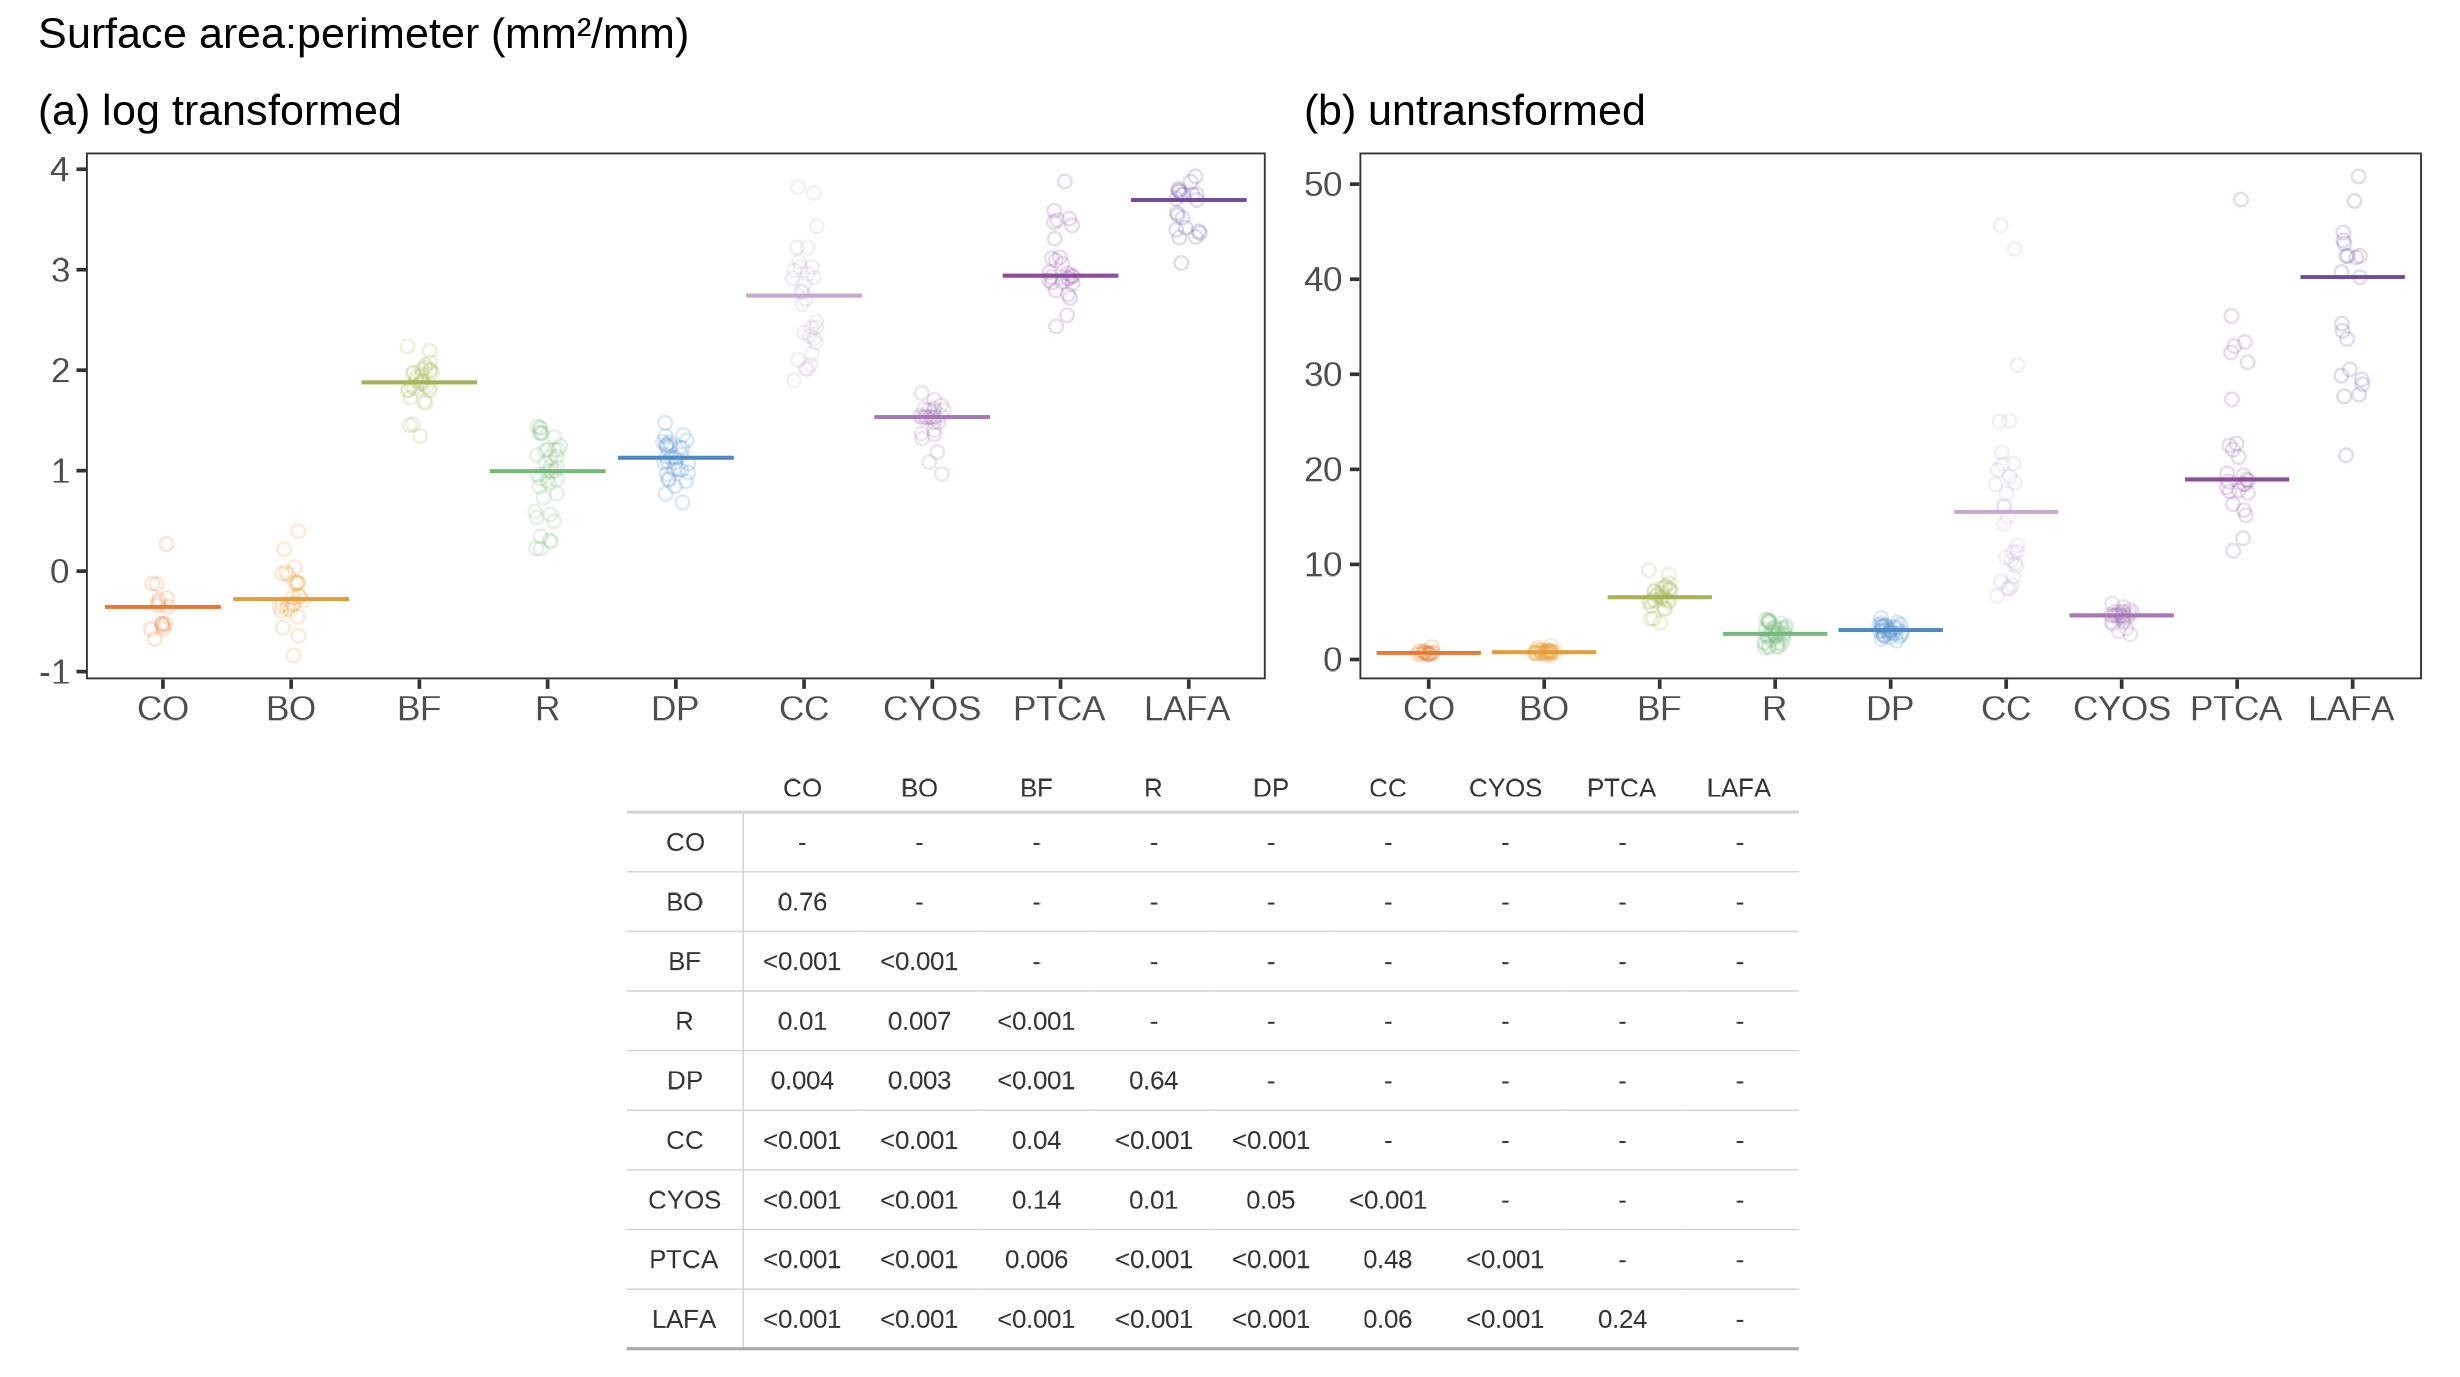 Surface area:perimeter (mm²/mm)
(a) log transformed
(b) untransformed
4
3
2
1
0
-1
CO BO BF R DP CC CYOS PTCA LAFA
50
40
30
20
10
0
CO BO BF R DP CC CYOS PTCA LAFA
CO BO BF R DP CC CYOS PTCA LAFA
CO - - - - - - - - -
BO 0.76 - - - - - - - -
BF <0.001 <0.001 - - - - - - -
R 0.01 0.007 <0.001 - - - - - -
DP 0.004 0.003 <0.001 0.64 - - - - -
CC <0.001 <0.001 0.04 <0.001 <0.001 - - - -
CYOS <0.001 <0.001 0.14 0.01 0.05 <0.001 - - -
PTCA <0.001 <0.001 0.006 <0.001 <0.001 0.48 <0.001 - -
LAFA <0.001 <0.001 <0.001 <0.001 <0.001 0.06 <0.001 0.24 -